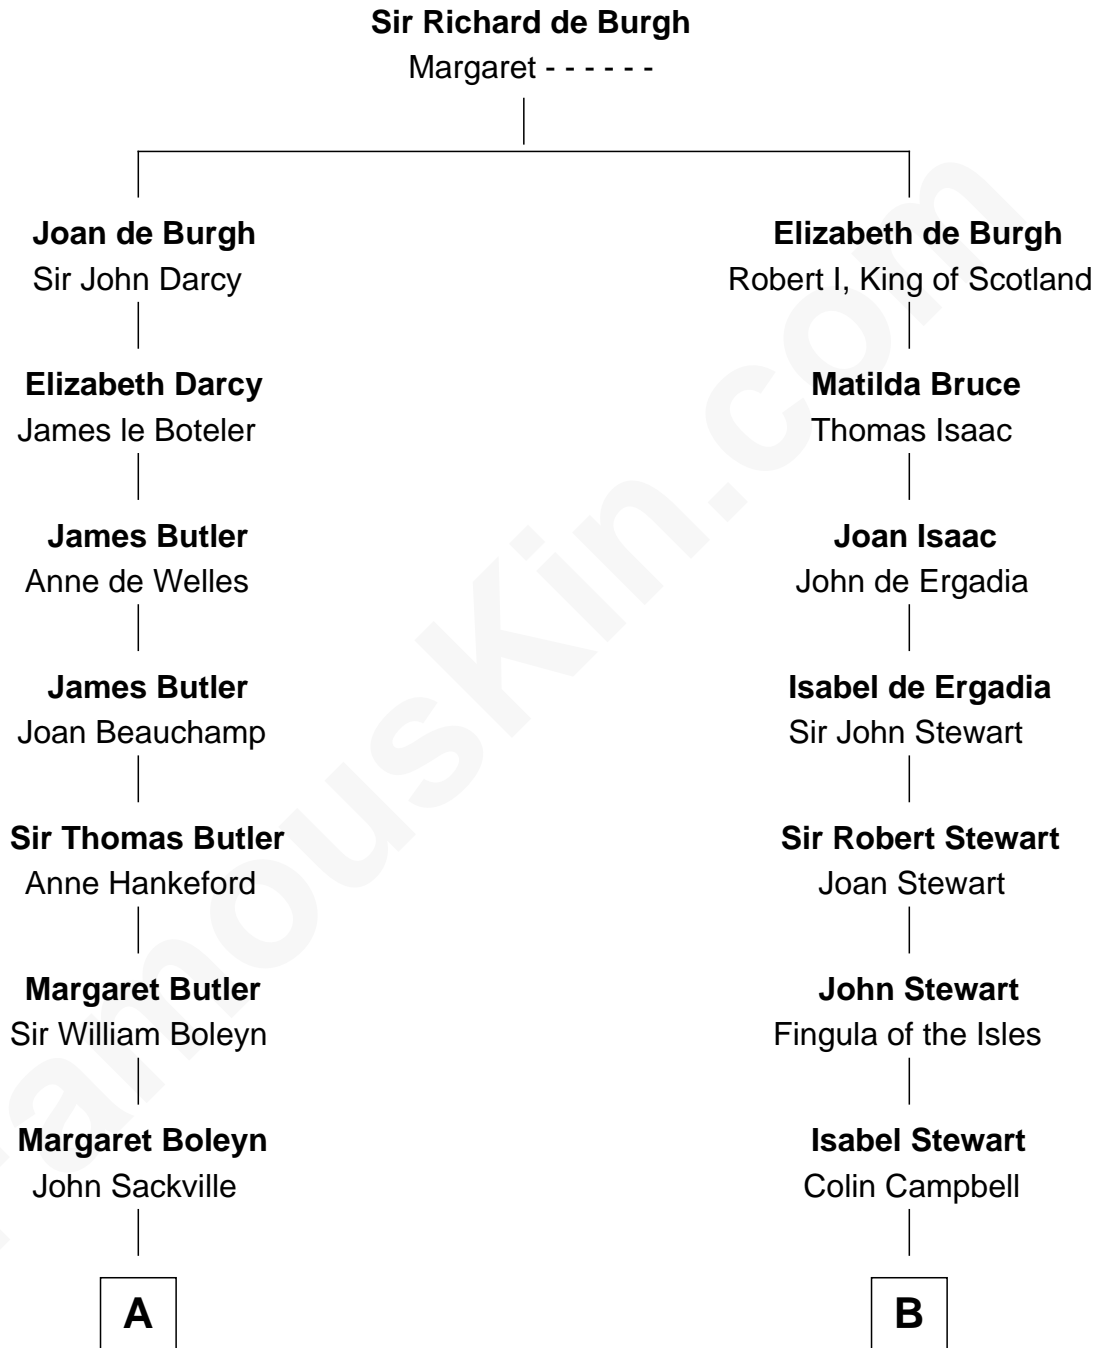 Sir Richard de Burgh
Margaret - - - - - -
Joan de Burgh
Sir John Darcy
Elizabeth de Burgh
Robert I, King of Scotland
Elizabeth Darcy
James le Boteler
Matilda Bruce
Thomas Isaac
James Butler
Anne de Welles
Joan Isaac
John de Ergadia
James Butler
Joan Beauchamp
Isabel de Ergadia
Sir John Stewart
Sir Thomas Butler
Anne Hankeford
Sir Robert Stewart
Joan Stewart
Margaret Butler
Sir William Boleyn
John Stewart
Fingula of the Isles
Margaret Boleyn
John Sackville
Isabel Stewart
Colin Campbell
A
B
FamousKin.com